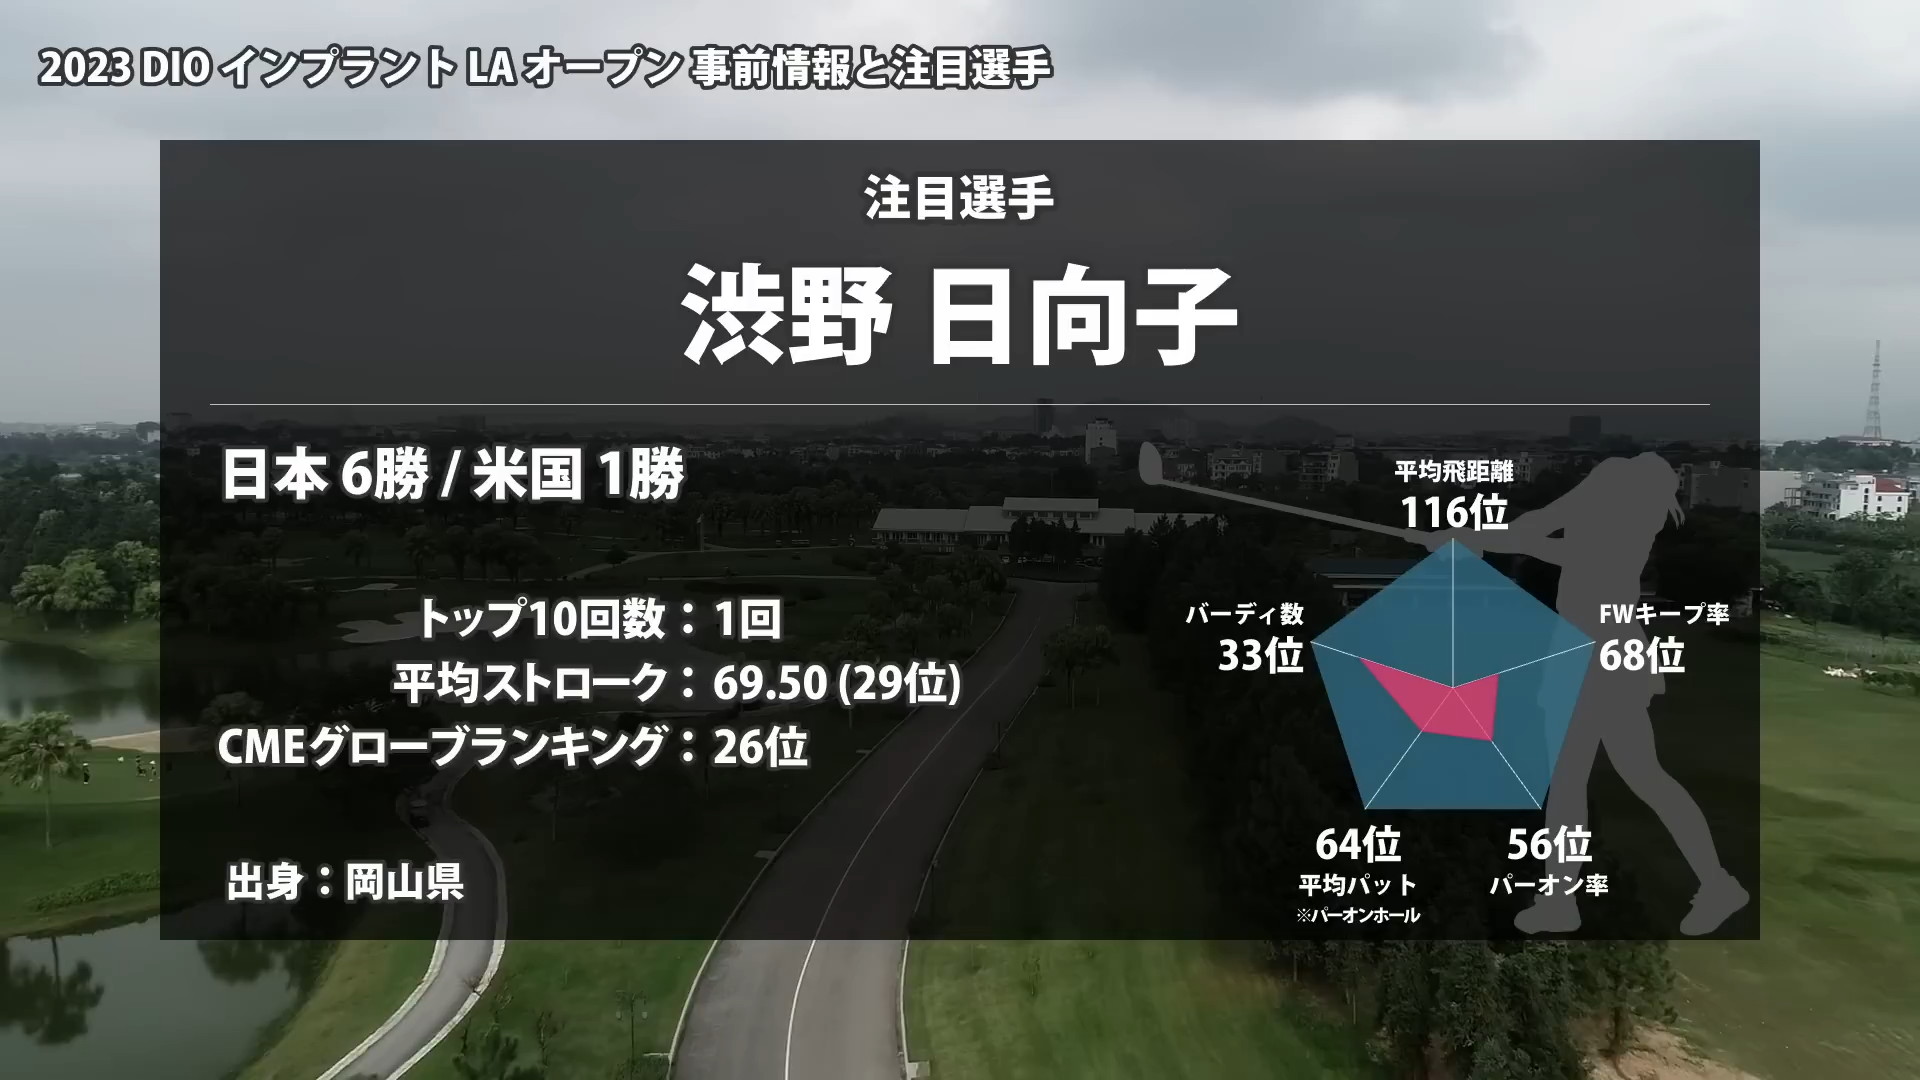 2023 DIO インプラント LA オープン 事前情報と注目選手
注目選手
渋野 日向子
日本 6勝 / 米国 1勝
トップ10回数：1回
平均ストローク：69.50 (29位)
CMEグローブランキング：26位
出身：岡山県
平均飛距離
116位
バーディ数
33位
FWキープ率
68位
64位
平均パット
※パーオンホール
56位
パーオン率